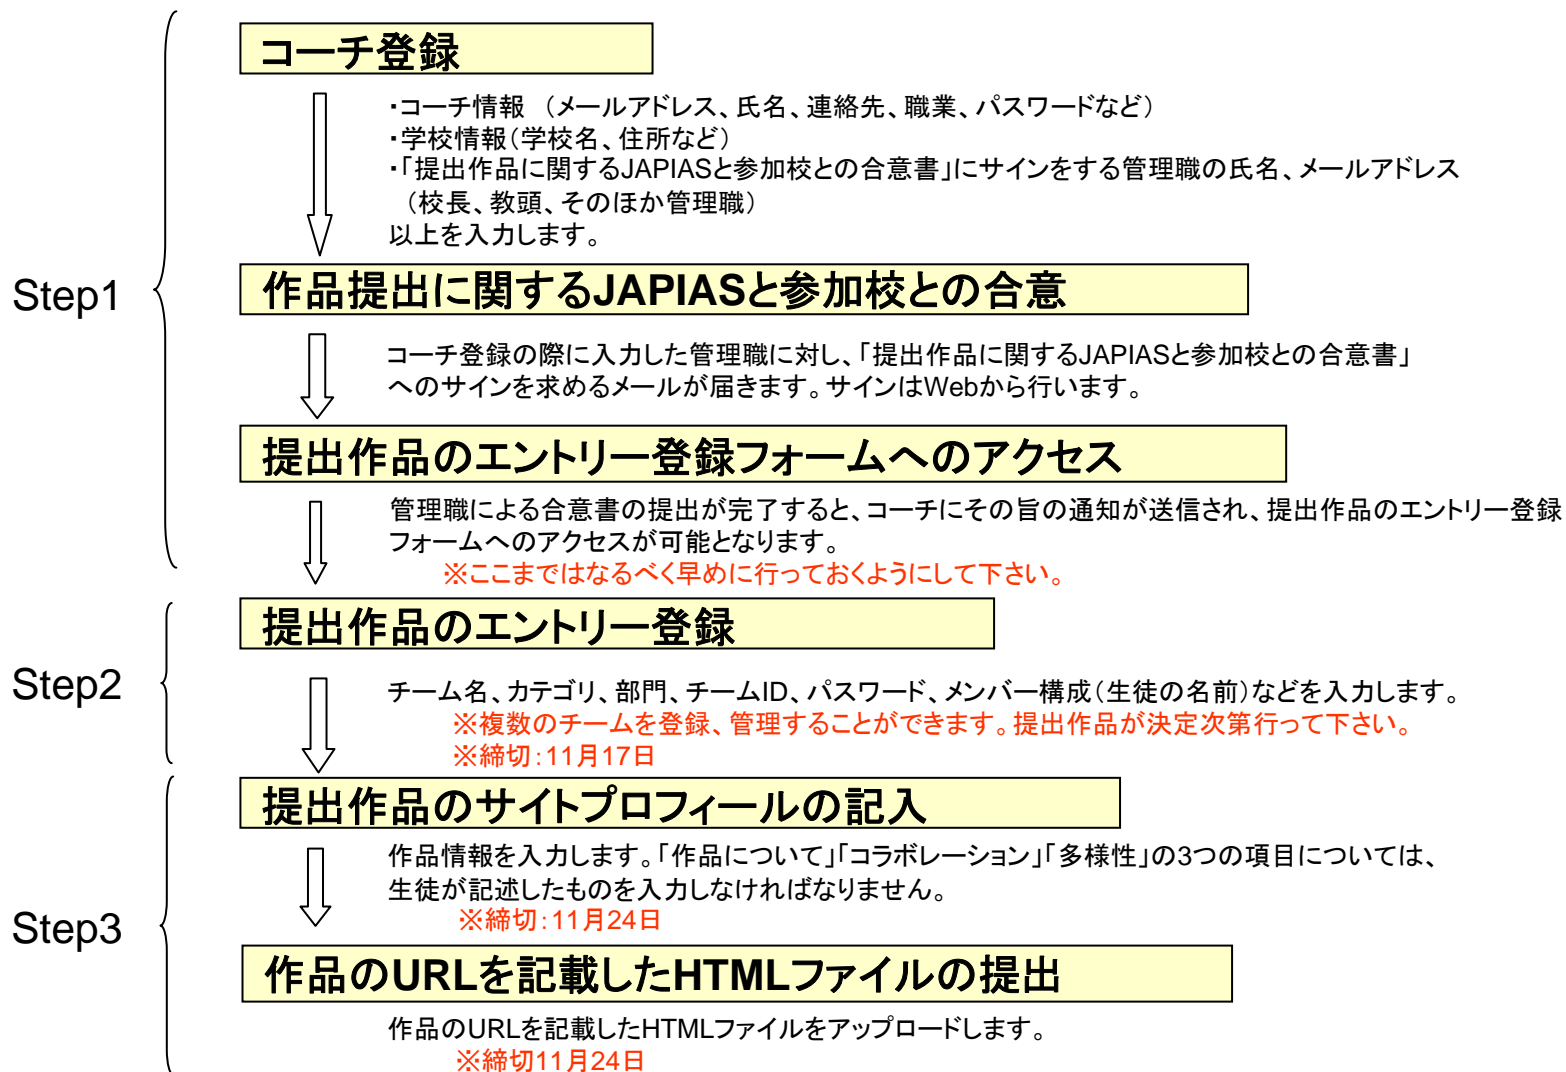 コーチ登録
・コーチ情報　（メールアドレス、氏名、連絡先、職業、パスワードなど）
・学校情報（学校名、住所など）
・「提出作品に関するJAPIASと参加校との合意書」にサインをする管理職の氏名、メールアドレス
（校長、教頭、そのほか管理職）
以上を入力します。
Step1
作品提出に関するJAPIASと参加校との合意
コーチ登録の際に入力した管理職に対し、「提出作品に関するJAPIASと参加校との合意書」
へのサインを求めるメールが届きます。サインはWebから行います。
提出作品のエントリー登録フォームへのアクセス
管理職による合意書の提出が完了すると、コーチにその旨の通知が送信され、提出作品のエントリー登録
フォームへのアクセスが可能となります。
※ここまではなるべく早めに行っておくようにして下さい。
提出作品のエントリー登録
Step2
チーム名、カテゴリ、部門、チームID、パスワード、メンバー構成（生徒の名前）などを入力します。
※複数のチームを登録、管理することができます。提出作品が決定次第行って下さい。
※締切：11月17日
提出作品のサイトプロフィールの記入
作品情報を入力します。「作品について」「コラボレーション」「多様性」の3つの項目については、
生徒が記述したものを入力しなければなりません。
※締切：11月24日
Step3
作品のURLを記載したHTMLファイルの提出
作品のURLを記載したHTMLファイルをアップロードします。
※締切11月24日